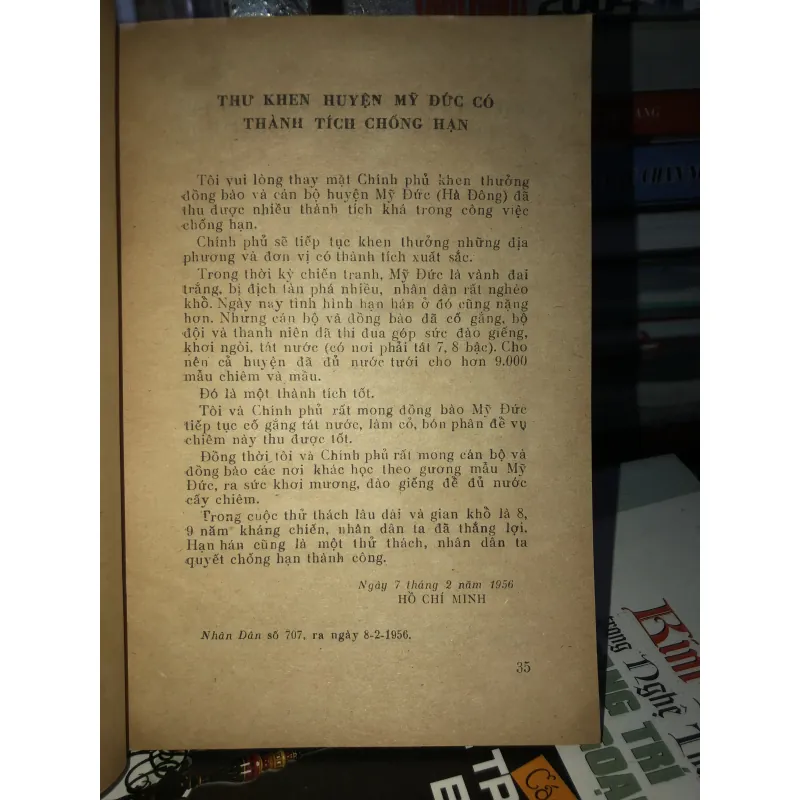 THƯ KHEN HUYỆN MỸ ĐỨC CÓ
THÀNH TÍCH CHỐNG HẠN
Tôi vui lòng thay mặt Chính phủ khen thưởng
đồng bào và cán bộ huyện Mỹ Đức (Hà Đông) đã
thu được nhiều thành tích khá trong công việc
chống hạn.
Chính phủ sẽ tiếp tục khen thưởng những địa
phương và đơn vị có thành tích xuất sắc.
Trong thời kỳ chiến tranh, Mỹ Đức là vành đai
trắng, bị địch tàn phá nhiều, nhân dân rất nghèo
khổ. Ngày nay tình hình hạn hán ở đó cũng nặng
hơn. Nhưng cán bộ và đồng bào đã cố gắng, bộ
đội và thanh niên đã thi đua góp sức đào giếng,
khơi ngòi, tát nước (có nơi phải tát 7, 8 bậc). Cho
nên cả huyện đã đủ nước tưới cho hơn 9.000
mẫu chiêm và màu.
Đó là một thành tích tốt.
Tôi và Chính phủ rất mong đồng bào Mỹ Đức
tiếp tục cố gắng tát nước, làm cỏ, bón phân để vụ
chiêm này thu được tốt.
Đồng thời tôi và Chính phủ rất mong cán bộ và
đồng bào các nơi khác học theo gương mẫu Mỹ
Đức, ra sức khơi mương, đào giếng để đủ nước
cấy chiêm.
Trong cuộc thử thách lâu dài và gian khổ là 8,
9 năm kháng chiến, nhân dân ta đã thắng lợi.
Hạn hán cũng là một thử thách, nhân dân ta
quyết chống hạn thành công.
Ngày 7 tháng 2 năm 1956
HỒ CHÍ MINH
Nhân Dân số 707, ra ngày 8-2-1956.
35
ANG
Kính
trong Nghệ
NG TRÍ
TP